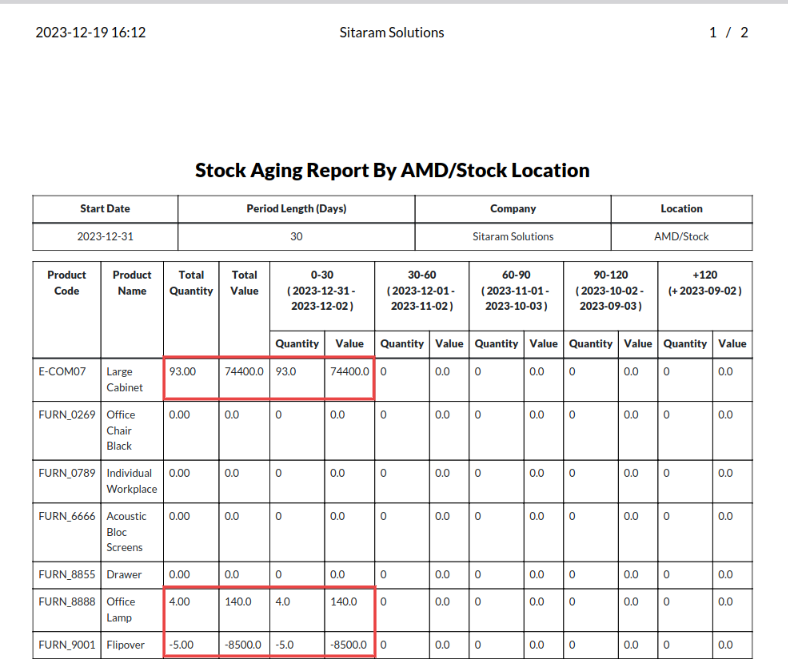 2023-12-19 16:12 Sitaram Solutions 1 / 2
Stock Aging Report By AMD/Stock Location
Start Date Period Length (Days) Company Location
2023-12-31 30 Sitaram Solutions AMD/Stock
Product Product Total Total 0-30 30-60 60-90 90-120 +120
Code Name Quantity Value ( 2023-12-31 - ( 2023-12-01 - ( 2023-11-01 - ( 2023-10-02 - (+ 2023-09-02 )
2023-12-02 ) 2023-11-02 ) 2023-10-03 ) 2023-09-03 )
Quantity Value Quantity Value Quantity Value Quantity Value Quantity Value
E-COM07 Large 93.00 74400.0 93.0 74400.0 0 0.0 0 0.0 0 0.0 0 0.0
Cabinet
FURN_0269 Office 0.00 0.0 0 0.0 0 0.0 0 0.0 0 0.0 0 0.0
Chair
Black
FURN_0789 Individual 0.00 0.0 0 0.0 0 0.0 0 0.0 0 0.0 0 0.0
Workplace
FURN_6666 Acoustic 0.00 0.0 0 0.0 0 0.0 0 0.0 0 0.0 0 0.0
Bloc
Screens
FURN_8855 Drawer 0.00 0.0 0 0.0 0 0.0 0 0.0 0 0.0 0 0.0
FURN_8888 Office 4.00 140.0 4.0 140.0 0 0.0 0 0.0 0 0.0 0 0.0
Lamp
FURN_9001 Flipover -5.00 -8500.0 -5.0 -8500.0 0 0.0 0 0.0 0 0.0 0 0.0